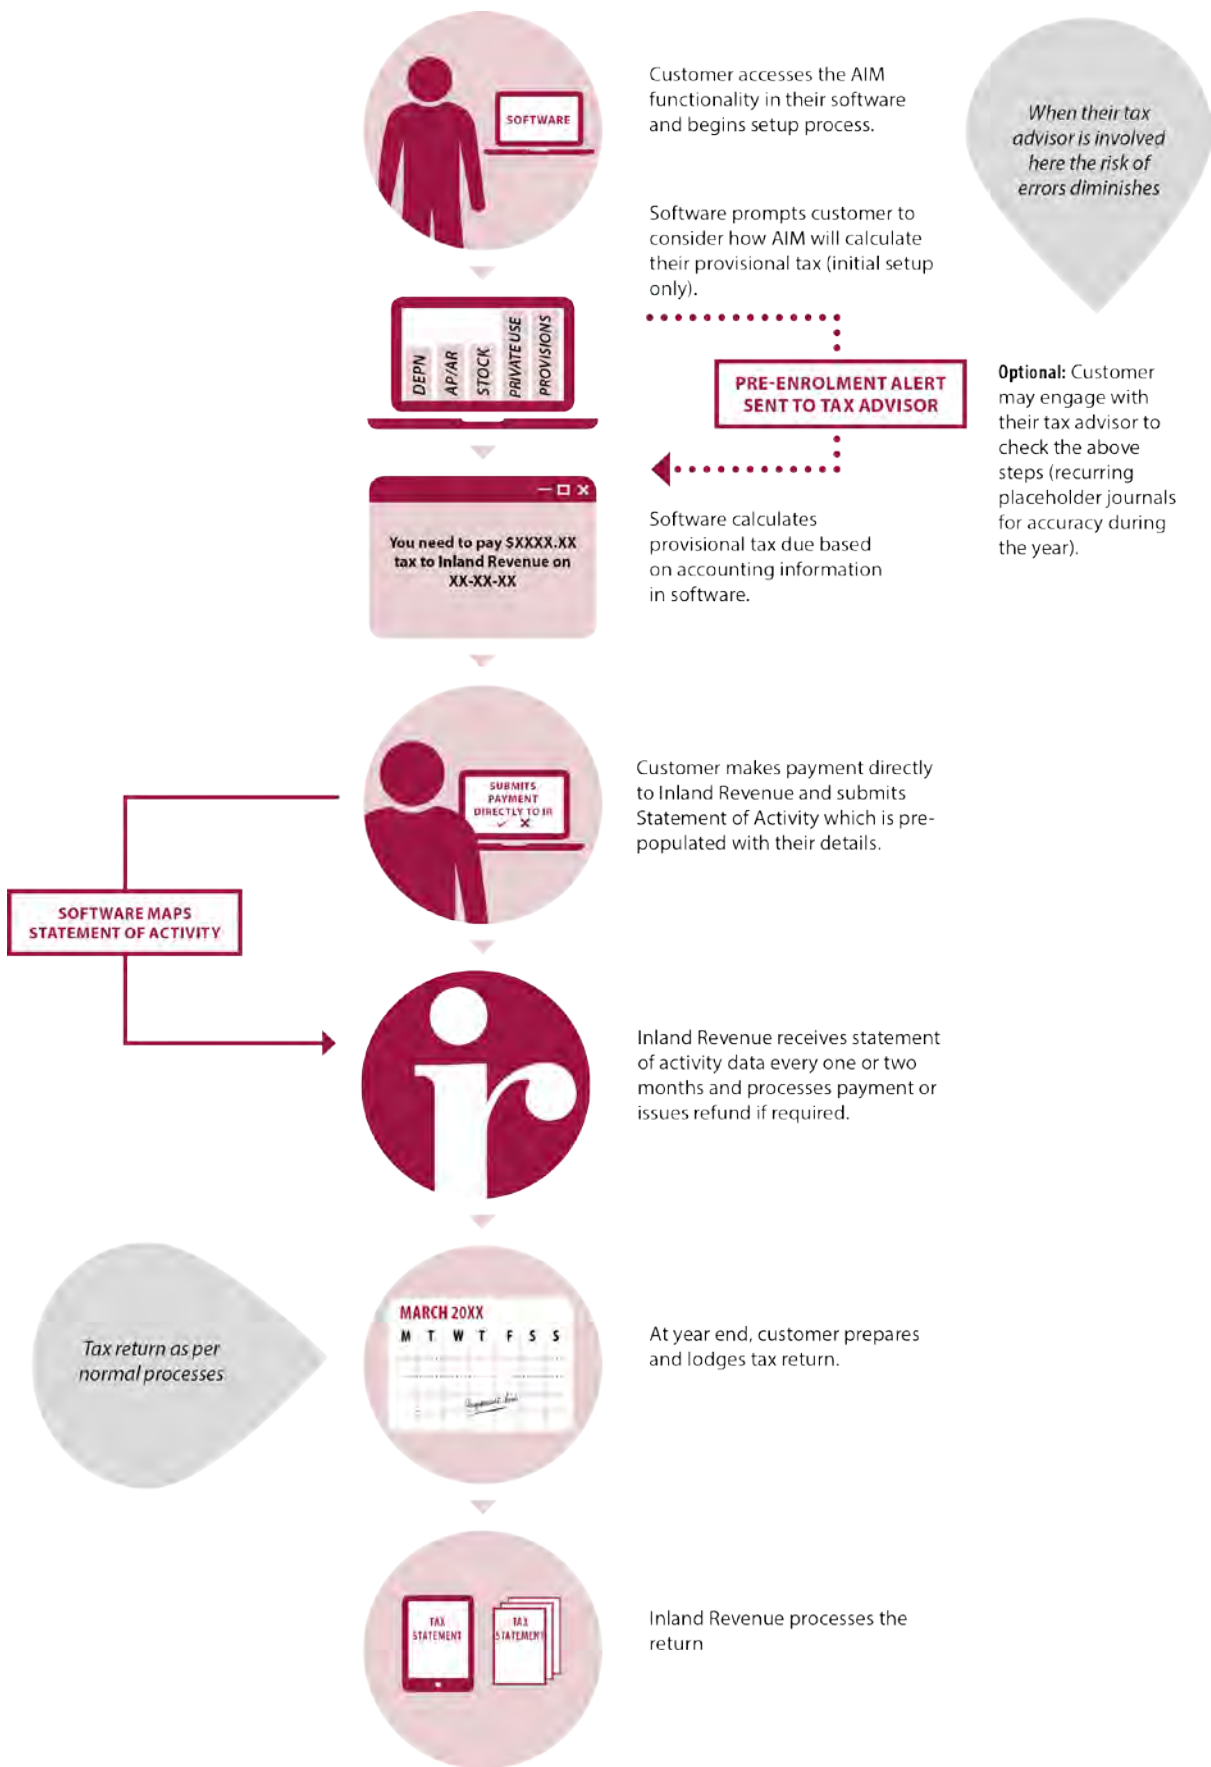 SOFTWARE
Customer accesses the AIM
functionality in their software
and begins setup process.
When their tax
advisor is involved
here the risk of
errors diminishes
Software prompts customer to
consider how AIM will calculate
their provisional tax (initial setup
only).
DEPN
AP/AR
STOCK
PRIVATE USE
PROVISIONS
PRE-ENROLMENT ALERT
SENT TO TAX ADVISOR
Optional: Customer
may engage with
their tax advisor to
check the above
steps (recurring
placeholder journals
for accuracy during
the year).
You need to pay $XXXX.XX
tax to Inland Revenue on
XX-XX-XX
Software calculates
provisional tax due based
on accounting information
in software.
SUBMITS
PAYMENT
DIRECTLY TO IR
Customer makes payment directly
to Inland Revenue and submits
Statement of Activity which is pre-
populated with their details.
SOFTWARE MAPS
STATEMENT OF ACTIVITY
ir
Inland Revenue receives statement
of activity data every one or two
months and processes payment or
issues refund if required.
Tax return as per
normal processes
MARCH 20XX
M T W T F S S
At year end, customer prepares
and lodges tax return.
TAX
STATEMENT
TAX
STATEMENT
Inland Revenue processes the
return